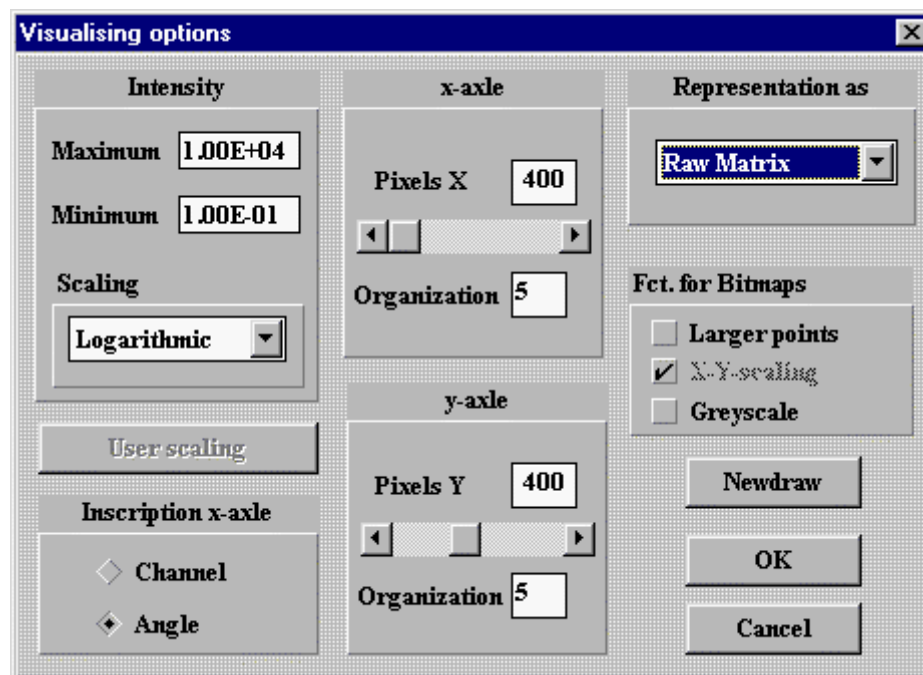 Visualising options
Intensity
Maximum 1.00E+04
Minimum 1.00E-01
Scaling
Logarithmic
User scaling
Inscription x-axle
Channel
Angle
x-axle
Pixels X 400
Organization 5
y-axle
Pixels Y 400
Organization 5
Representation as
Raw Matrix
Fct. for Bitmaps
Larger points
X-Y-scaling
Greyscale
Newdraw
OK
Cancel